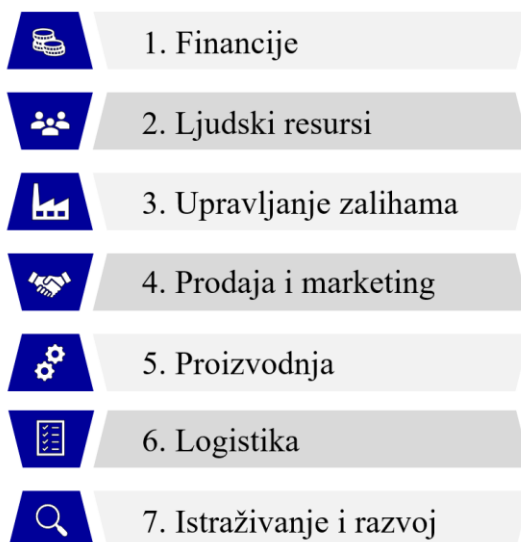 1. Financije
2. Ljudski resursi
3. Upravljanje zalihama
4. Prodaja i marketing
5. Proizvodnja
6. Logistika
7. Istraživanje i razvoj